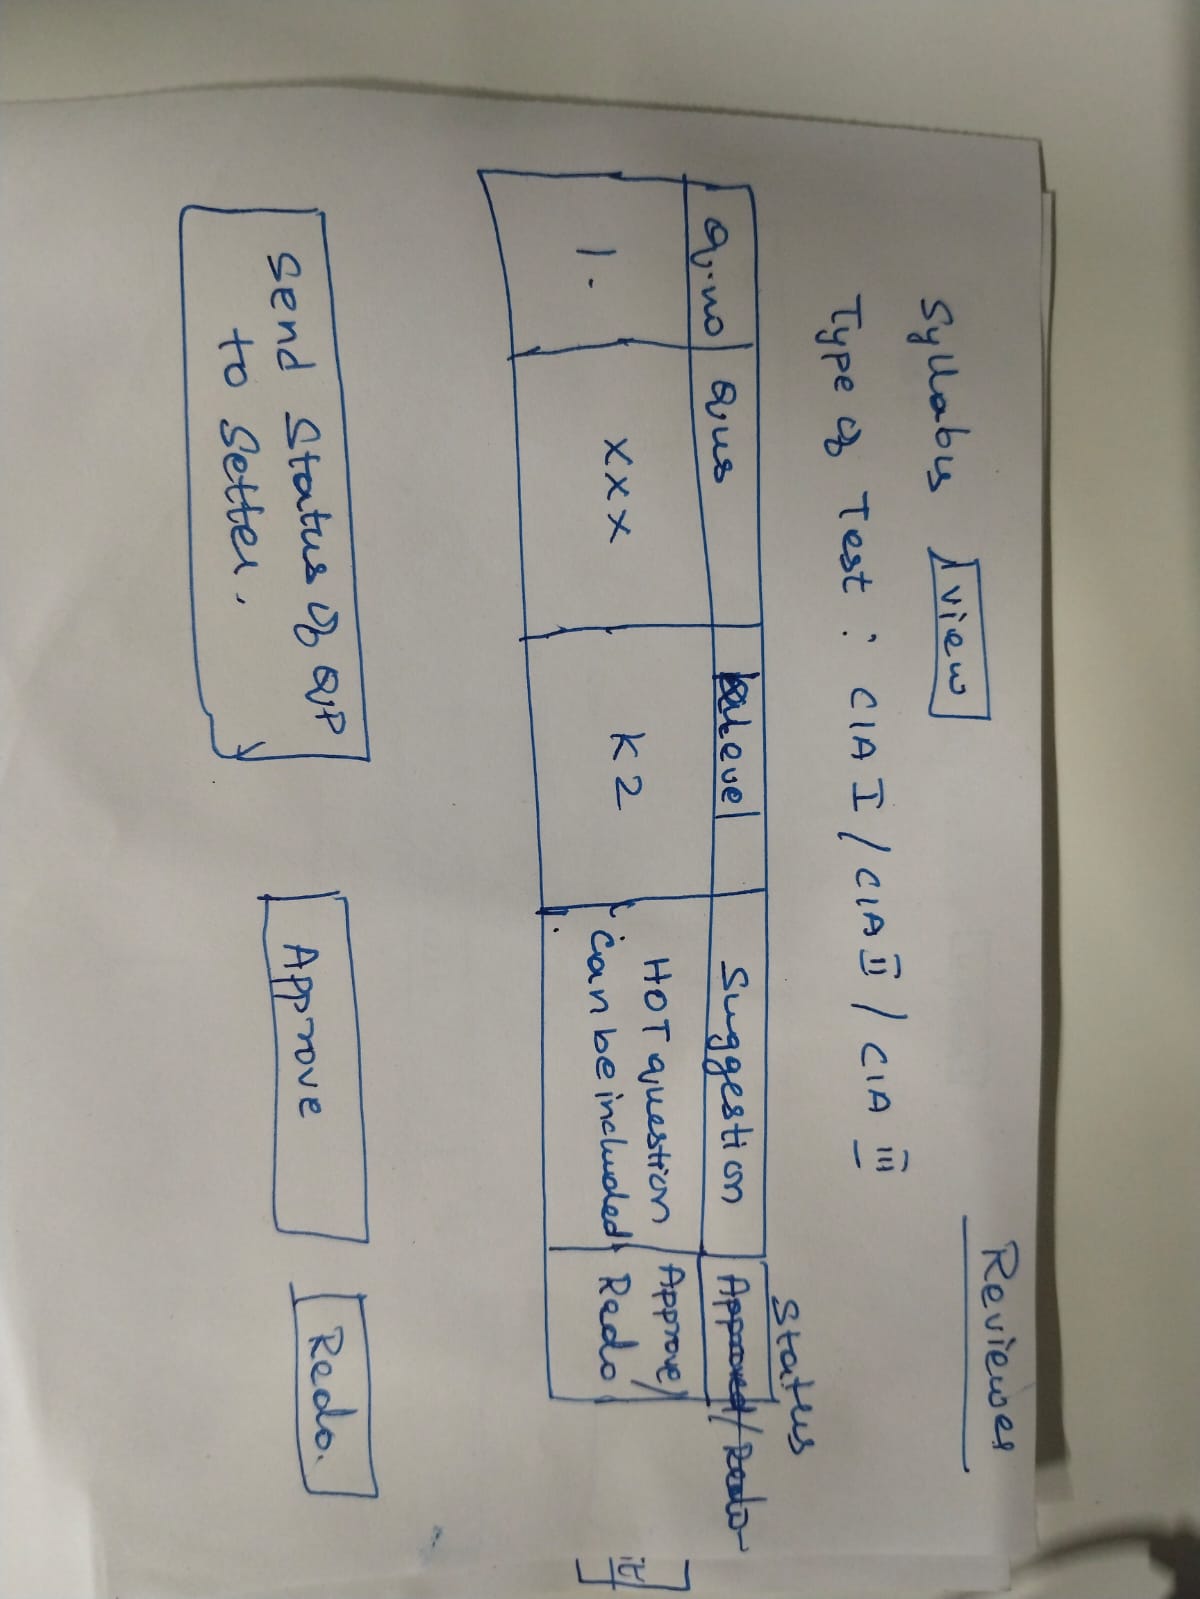 Reviewer
Syllabus view
Type of Test : CIA I / CIA II / CIA III
Status
Q.no Qus Level Suggestion Approved/Redo
1. XXX K2 HOT question Approve/
can be included Redo
Send Status of QP
to Setter.
Approve
Redo.